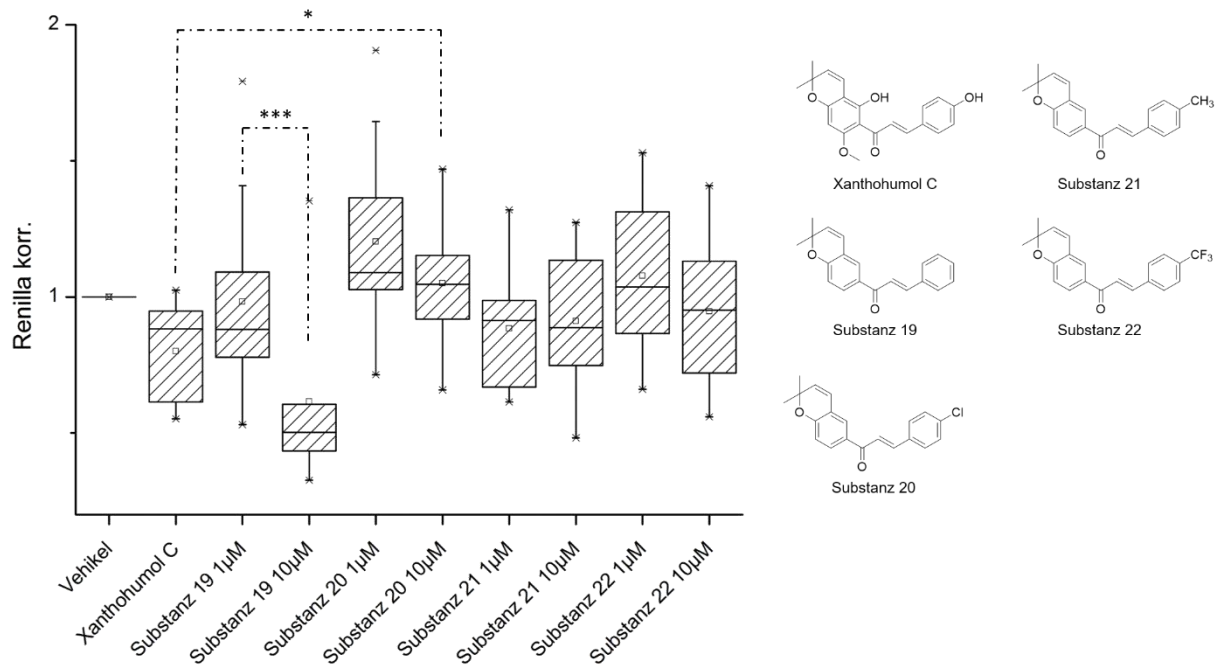 2
1
Renilla korr.
*
***
Vehikel
Xanthohumol C
Substanz 19 1µM
Substanz 19 10µM
Substanz 20 1µM
Substanz 20 10µM
Substanz 21 1µM
Substanz 21 10µM
Substanz 22 1µM
Substanz 22 10µM
O
OH
OH
O
O
Xanthohumol C
O
CH3
O
Substanz 21
O
O
Substanz 19
O
CF3
O
Substanz 22
O
Cl
O
Substanz 20